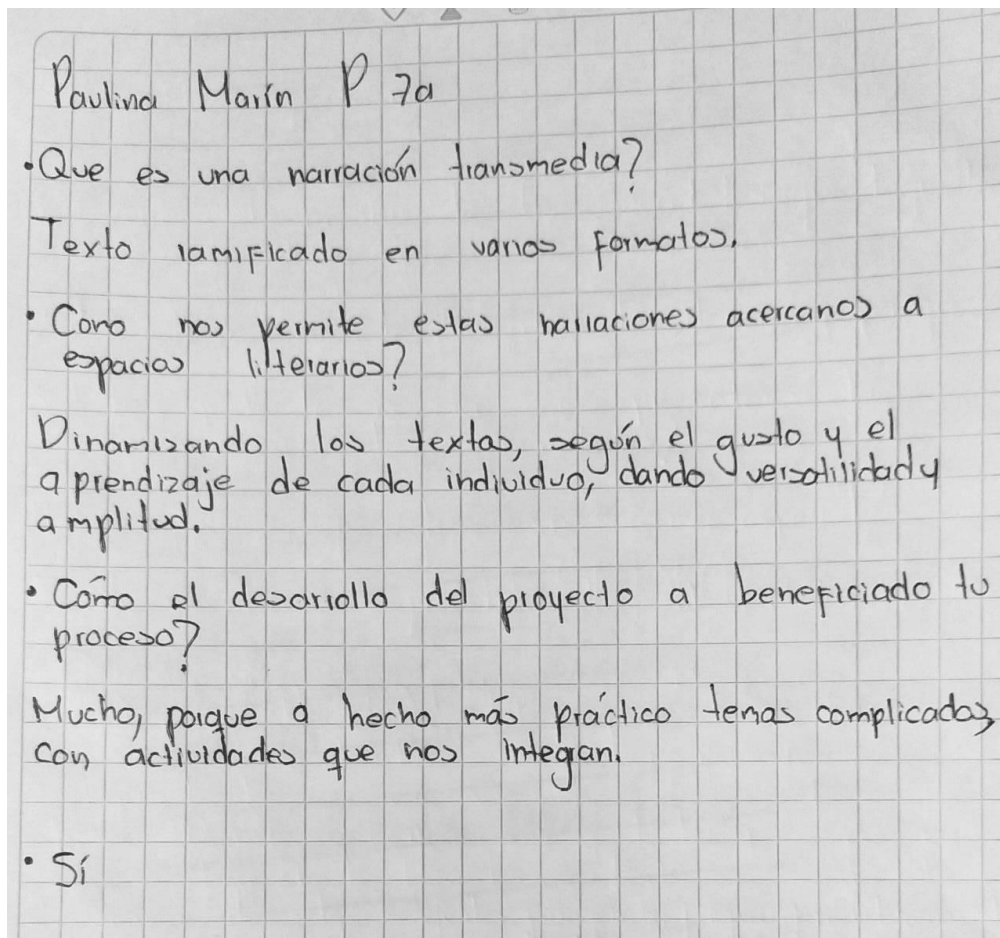 Paulina Marín P 7a
• Que es una narración transmedia?
Texto ramificado en varios formatos.
• Como nos permite estas narraciones acercanos a
espacios literarios?
Dinamizando los textos, según el gusto y el
aprendizaje de cada individuo, dando versatilidad y
amplitud.
• Cómo el desarrollo del proyecto a beneficiado tu
proceso?
Mucho, porque a hecho más práctico temas complicados,
con actividades que nos integran.
• Sí